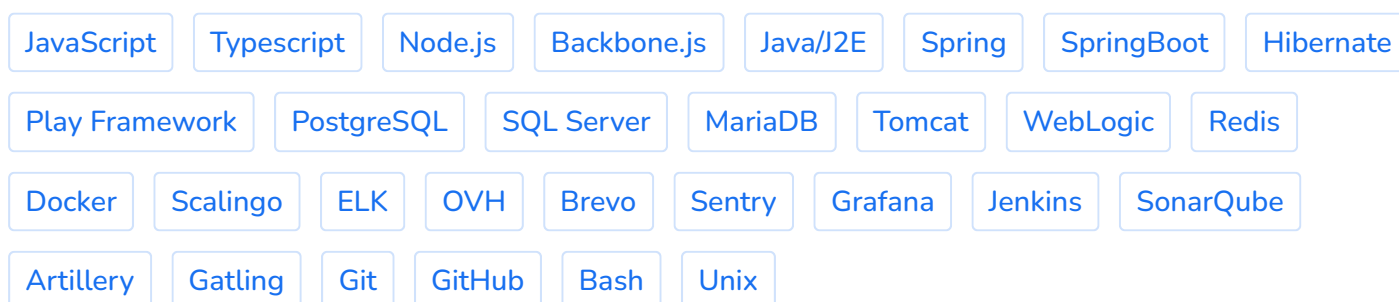 JavaScript Typescript Node.js Backbone.js Java/J2E Spring SpringBoot Hibernate
Play Framework PostgreSQL SQL Server MariaDB Tomcat WebLogic Redis
Docker Scalingo ELK OVH Brevo Sentry Grafana Jenkins SonarQube
Artillery Gatling Git GitHub Bash Unix